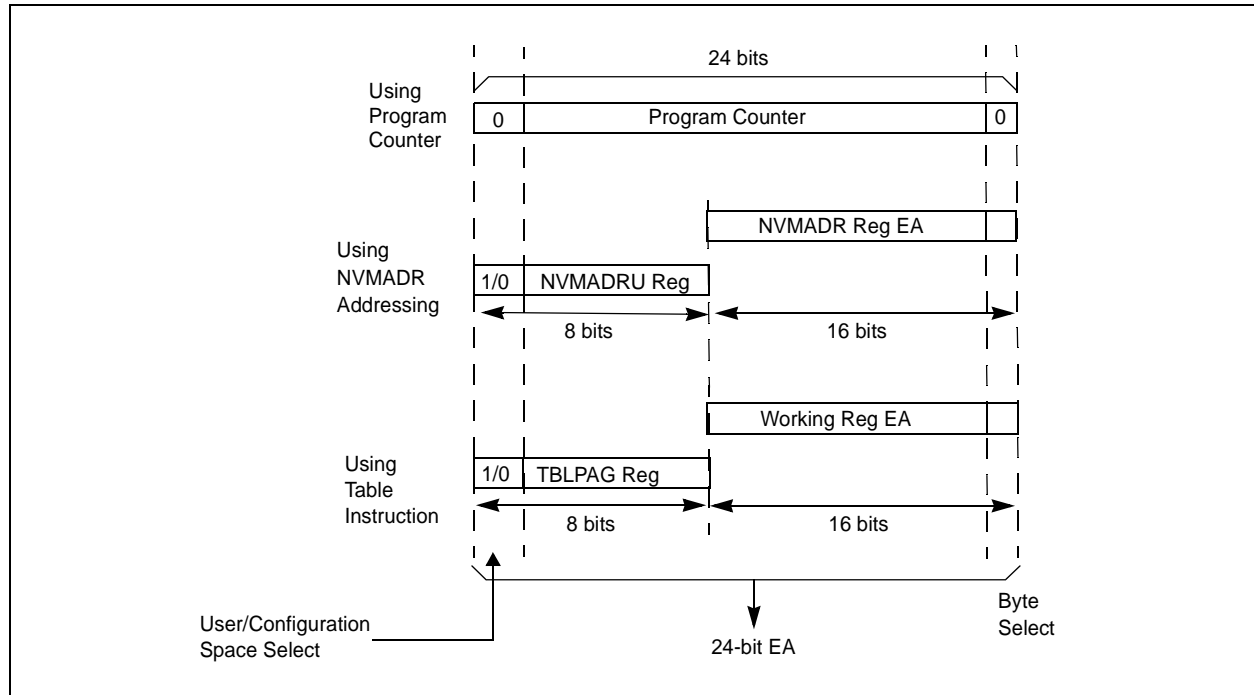 24 bits
Using
Program
Counter
0
Program Counter
0
NVMADR Reg EA
Using
NVMADR
Addressing
1/0
NVMADRU Reg
8 bits
16 bits
Working Reg EA
Using
Table
Instruction
1/0
TBLPAG Reg
8 bits
16 bits
User/Configuration
Space Select
24-bit EA
Byte
Select